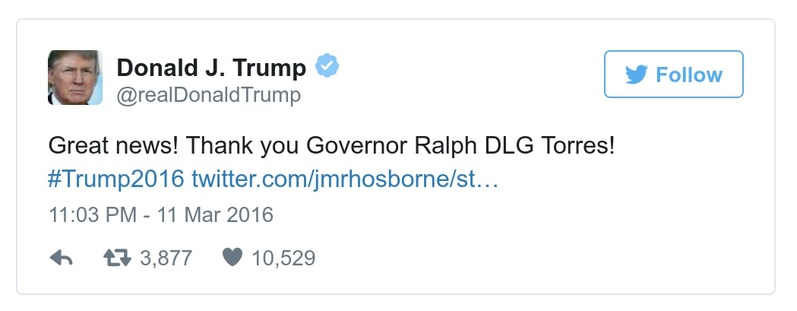 Donald J. Trump
@realDonaldTrump
Follow
Great news! Thank you Governor Ralph DLG Torres!
#Trump2016 twitter.com/jmrhosborne/st…
11:03 PM - 11 Mar 2016
3,877 10,529